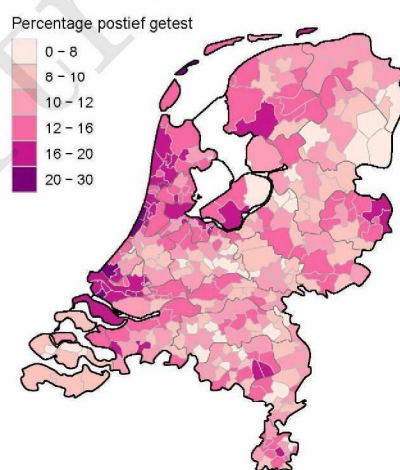 Percentage postief getest
0 – 8
8 – 10
10 – 12
12 – 16
16 – 20
20 – 30